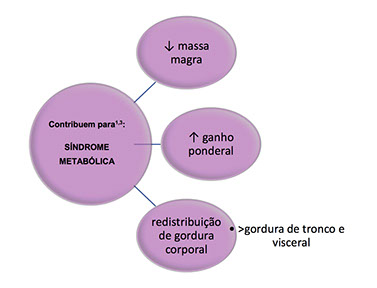 ↓ massa
magra
Contribuem para¹,³:
SÍNDROME
METABÓLICA
↑ ganho
ponderal
redistribuição
de gordura
corporal
• >gordura de tronco e
visceral